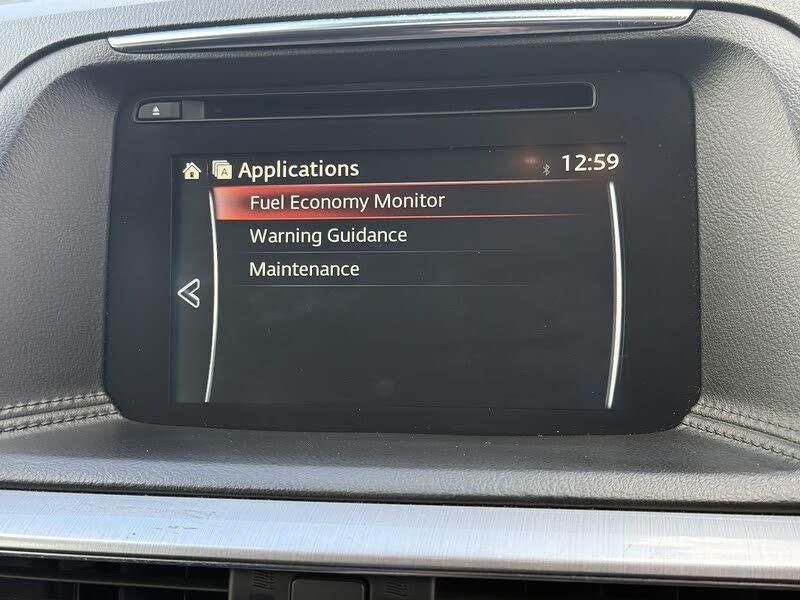 Applications
12:59
Fuel Economy Monitor
Warning Guidance
Maintenance